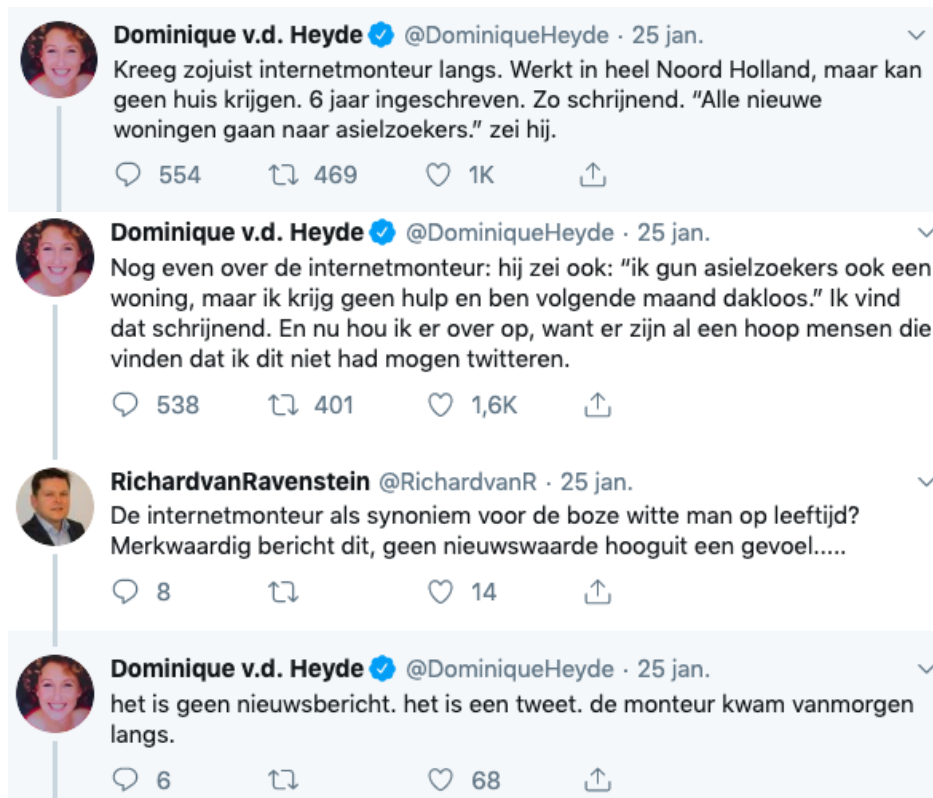 Dominique v.d. Heyde @DominiqueHeyde · 25 jan.
Kreeg zojuist internetmonteur langs. Werkt in heel Noord Holland, maar kan
geen huis krijgen. 6 jaar ingeschreven. Zo schrijnend. “Alle nieuwe
woningen gaan naar asielzoekers.” zei hij.
554 469 1K
Dominique v.d. Heyde @DominiqueHeyde · 25 jan.
Nog even over de internetmonteur: hij zei ook: “ik gun asielzoekers ook een
woning, maar ik krijg geen hulp en ben volgende maand dakloos.” Ik vind
dat schrijnend. En nu hou ik er over op, want er zijn al een hoop mensen die
vinden dat ik dit niet had mogen twitteren.
538 401 1,6K
RichardvanRavenstein @RichardvanR · 25 jan.
De internetmonteur als synoniem voor de boze witte man op leeftijd?
Merkwaardig bericht dit, geen nieuwswaarde hooguit een gevoel.....
8 14
Dominique v.d. Heyde @DominiqueHeyde · 25 jan.
het is geen nieuwsbericht. het is een tweet. de monteur kwam vanmorgen
langs.
6 68